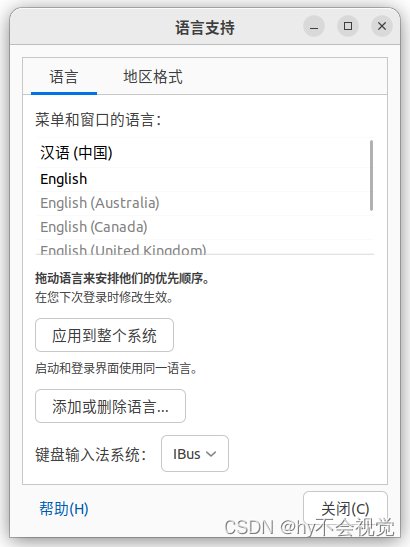 语言支持
语言 地区格式
菜单和窗口的语言：
汉语 (中国)
English
English (Australia)
English (Canada)
English (United Kingdom)
拖动语言来安排他们的优先顺序。
在您下次登录时修改生效。
应用到整个系统
启动和登录界面使用同一语言。
添加或删除语言...
键盘输入法系统： IBus
帮助(H) 关闭(C)
CSDN @hy不会视觉